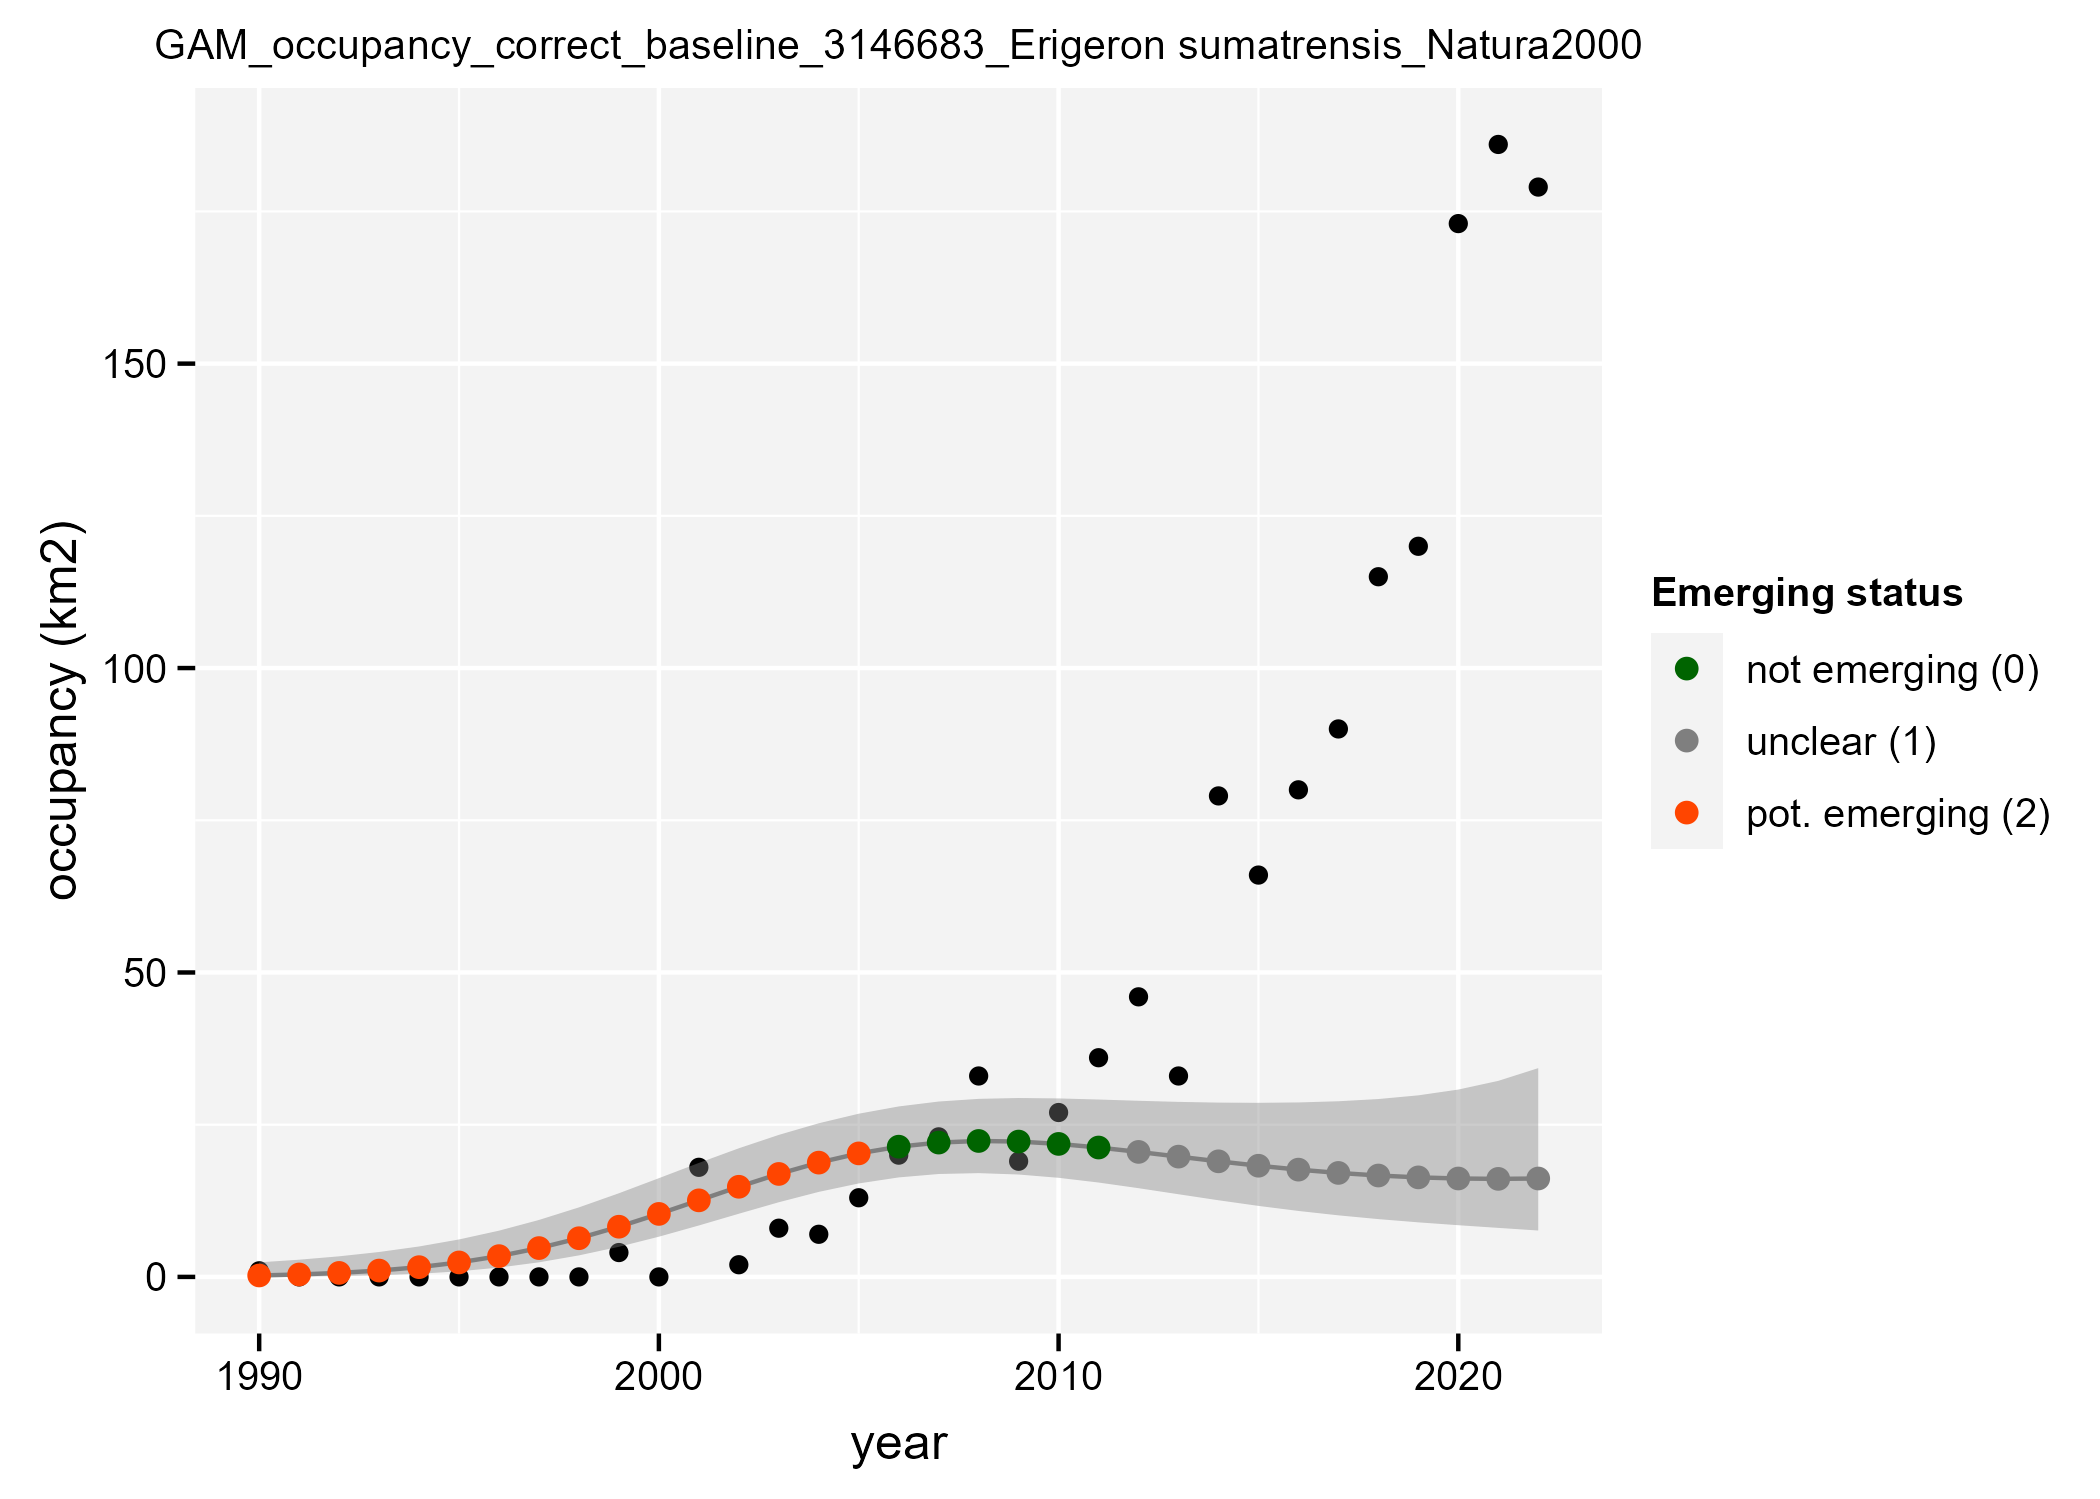 GAM_occupancy_correct_baseline_3146683_Erigeron sumatrensis_Natura2000
150
100
50
0
occupancy (km2)
1990
2000
2010
2020
year
Emerging status
not emerging (0)
unclear (1)
pot. emerging (2)